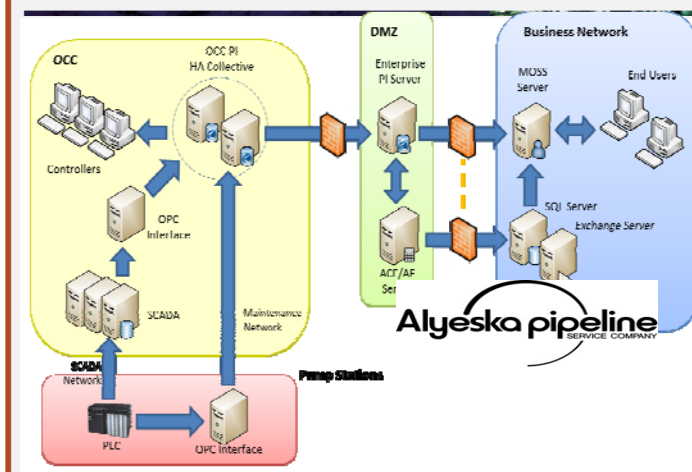 OCC
OCC PI
HA Collective
Controllers
OPC
Interface
SCADA
Maintenance
Network
SCADA
Network
Pump Stations
PLC
OPC Interface
DMZ
Enterprise
PI Server
ACE/AF
Business Network
MOSS
Server
End Users
SQL Server
Exchange Server
Alyeska pipeline
SERVICE COMPANY